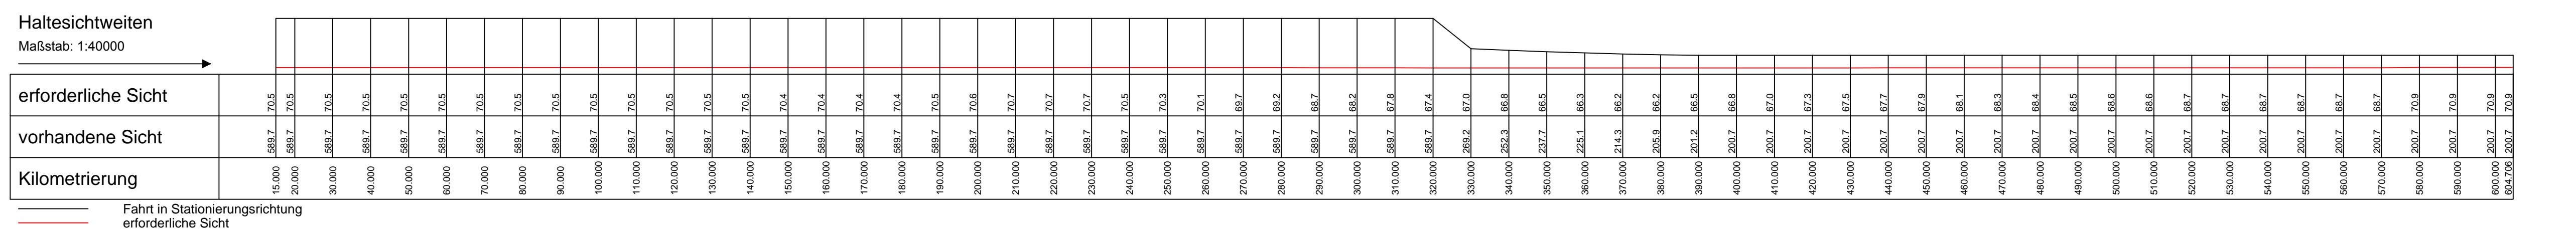 Haltesichtweiten
Maßstab: 1:40000
erforderliche Sicht 70.5 70.5 70.5 70.5 70.5 70.5 70.5 70.5 70.5 70.5 70.5 70.5 70.5 70.5 70.4 70.4 70.4 70.4 70.5 70.6 70.7 70.7 70.7 70.5 70.3 70.1 69.7 69.2 68.7 68.2 67.8 67.4 67.0 66.8 66.5 66.3 66.2 66.2 66.5 66.8 67.0 67.3 67.5 67.7 67.9 68.1 68.3 68.4 68.5 68.6 68.6 68.7 68.7 68.7 68.7 68.7 68.7 70.9 70.9 70.9 70.9
vorhandene Sicht 589.7 589.7 589.7 589.7 589.7 589.7 589.7 589.7 589.7 589.7 589.7 589.7 589.7 589.7 589.7 589.7 589.7 589.7 589.7 589.7 589.7 589.7 589.7 589.7 589.7 589.7 589.7 589.7 589.7 589.7 589.7 589.7 269.2 252.3 237.7 225.1 214.3 205.9 201.2 200.7 200.7 200.7 200.7 200.7 200.7 200.7 200.7 200.7 200.7 200.7 200.7 200.7 200.7 200.7 200.7 200.7 200.7 200.7 200.7 200.7 200.7
Kilometrierung 15.000 20.000 30.000 40.000 50.000 60.000 70.000 80.000 90.000 100.000 110.000 120.000 130.000 140.000 150.000 160.000 170.000 180.000 190.000 200.000 210.000 220.000 230.000 240.000 250.000 260.000 270.000 280.000 290.000 300.000 310.000 320.000 330.000 340.000 350.000 360.000 370.000 380.000 390.000 400.000 410.000 420.000 430.000 440.000 450.000 460.000 470.000 480.000 490.000 500.000 510.000 520.000 530.000 540.000 550.000 560.000 570.000 580.000 590.000 600.000 604.706
Fahrt in Stationierungsrichtung
erforderliche Sicht